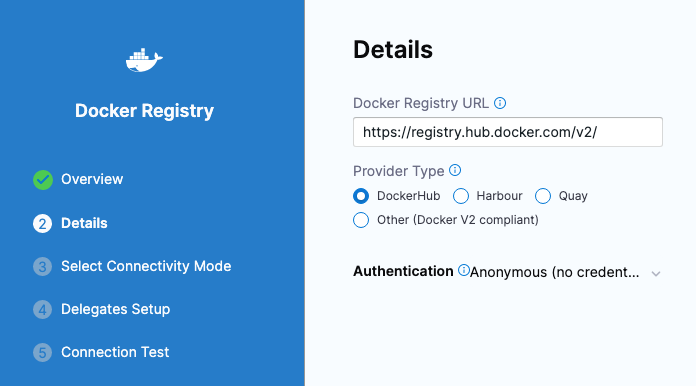 Docker Registry
Overview
2 Details
3 Select Connectivity Mode
4 Delegates Setup
5 Connection Test
Details
Docker Registry URL
https://registry.hub.docker.com/v2/
Provider Type
DockerHub Harbour Quay
Other (Docker V2 compliant)
Authentication Anonymous (no credent...